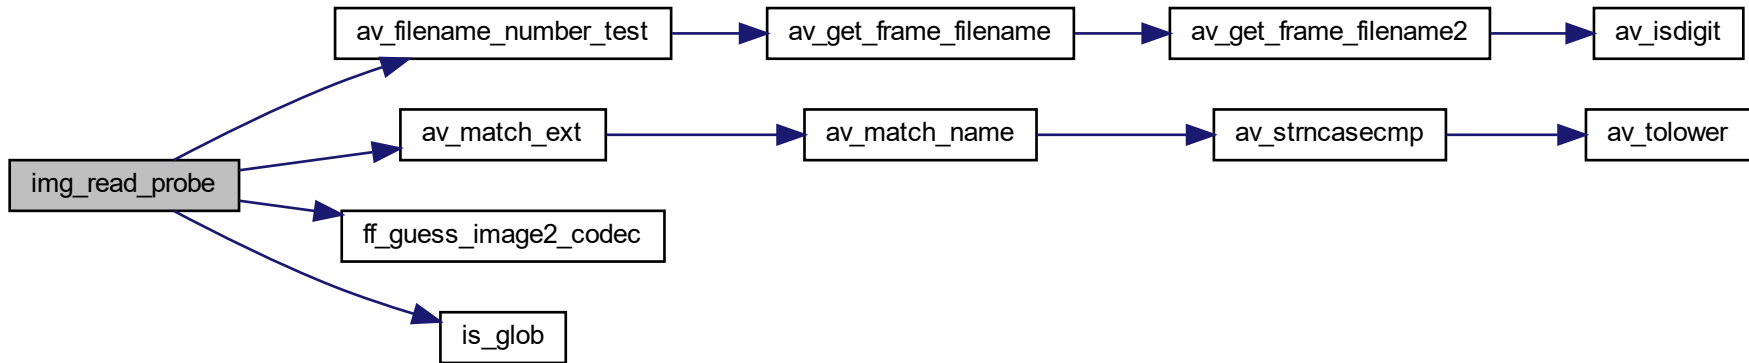 av_filename_number_test
av_get_frame_filename
av_get_frame_filename2
av_isdigit
av_match_ext
av_match_name
av_strncasecmp
av_tolower
img_read_probe
ff_guess_image2_codec
is_glob